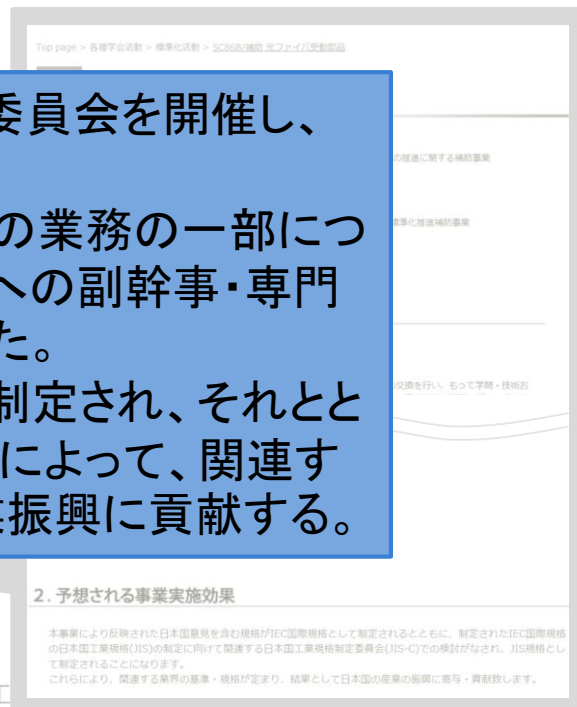 Top page > 各種学会活動 > 標準化活動 > SC86B/補助 光ファイバ受動部品
委員会を開催し、
の推進に関する補助事業
の業務の一部につ
標準化推進補助事業
への副幹事・専門
た。
の交換を行い、もって学問・技術お
制定され、それとと
によって、関連す
業振興に貢献する。
2. 予想される事業実施効果
本事業により反映された日本国意見を含む規格がIEC国際規格として制定されるとともに、制定されたIEC国際規格
の日本国工業規格(JIS)の制定に向けて関連する日本国工業規格制定委員会(JIS-C)での検討がなされ、JIS規格とし
て制定されることになります。
これらにより、関連する業界の基準・規格が定まり、結果として日本国の産業の振興に寄与・貢献致します。